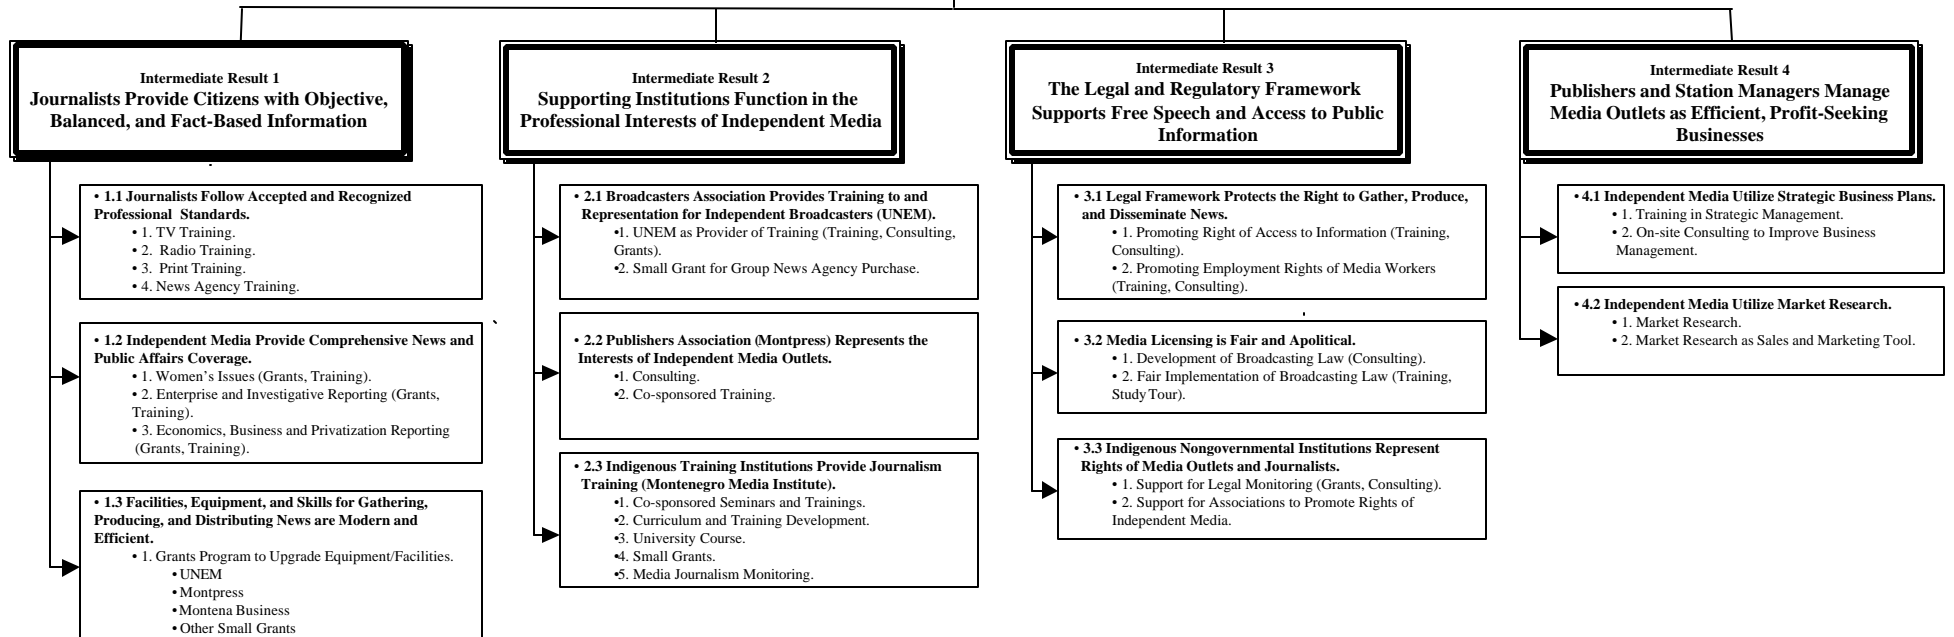 Intermediate Result 1
Journalists Provide Citizens with Objective,
Balanced, and Fact-Based Information
• 1.1 Journalists Follow Accepted and Recognized
Professional Standards.
• 1. TV Training.
• 2. Radio Training.
• 3. Print Training.
• 4. News Agency Training.
• 1.2 Independent Media Provide Comprehensive News and
Public Affairs Coverage.
• 1. Women's Issues (Grants, Training).
• 2. Enterprise and Investigative Reporting (Grants,
Training).
• 3. Economics, Business and Privatization Reporting
(Grants, Training).
• 1.3 Facilities, Equipment, and Skills for Gathering,
Producing, and Distributing News are Modern and
Efficient.
• 1. Grants Program to Upgrade Equipment/Facilities.
• UNEM
• Montpress
• Montena Business
• Other Small Grants
Intermediate Result 2
Supporting Institutions Function in the
Professional Interests of Independent Media
• 2.1 Broadcasters Association Provides Training to and
Representation for Independent Broadcasters (UNEM).
•1. UNEM as Provider of Training (Training, Consulting,
Grants).
•2. Small Grant for Group News Agency Purchase.
• 2.2 Publishers Association (Montpress) Represents the
Interests of Independent Media Outlets.
•1. Consulting.
•2. Co-sponsored Training.
• 2.3 Indigenous Training Institutions Provide Journalism
Training (Montenegro Media Institute).
•1. Co-sponsored Seminars and Trainings.
•2. Curriculum and Training Development.
•3. University Course.
•4. Small Grants.
•5. Media Journalism Monitoring.
Intermediate Result 3
The Legal and Regulatory Framework
Supports Free Speech and Access to Public
Information
• 3.1 Legal Framework Protects the Right to Gather, Produce,
and Disseminate News.
• 1. Promoting Right of Access to Information (Training,
Consulting).
• 2. Promoting Employment Rights of Media Workers
(Training, Consulting).
• 3.2 Media Licensing is Fair and Apolitical.
• 1. Development of Broadcasting Law (Consulting).
• 2. Fair Implementation of Broadcasting Law (Training,
Study Tour).
• 3.3 Indigenous Nongovernmental Institutions Represent
Rights of Media Outlets and Journalists.
• 1. Support for Legal Monitoring (Grants, Consulting).
• 2. Support for Associations to Promote Rights of
Independent Media.
Intermediate Result 4
Publishers and Station Managers Manage
Media Outlets as Efficient, Profit-Seeking
Businesses
• 4.1 Independent Media Utilize Strategic Business Plans.
• 1. Training in Strategic Management.
• 2. On-site Consulting to Improve Business
Management.
• 4.2 Independent Media Utilize Market Research.
• 1. Market Research.
• 2. Market Research as Sales and Marketing Tool.